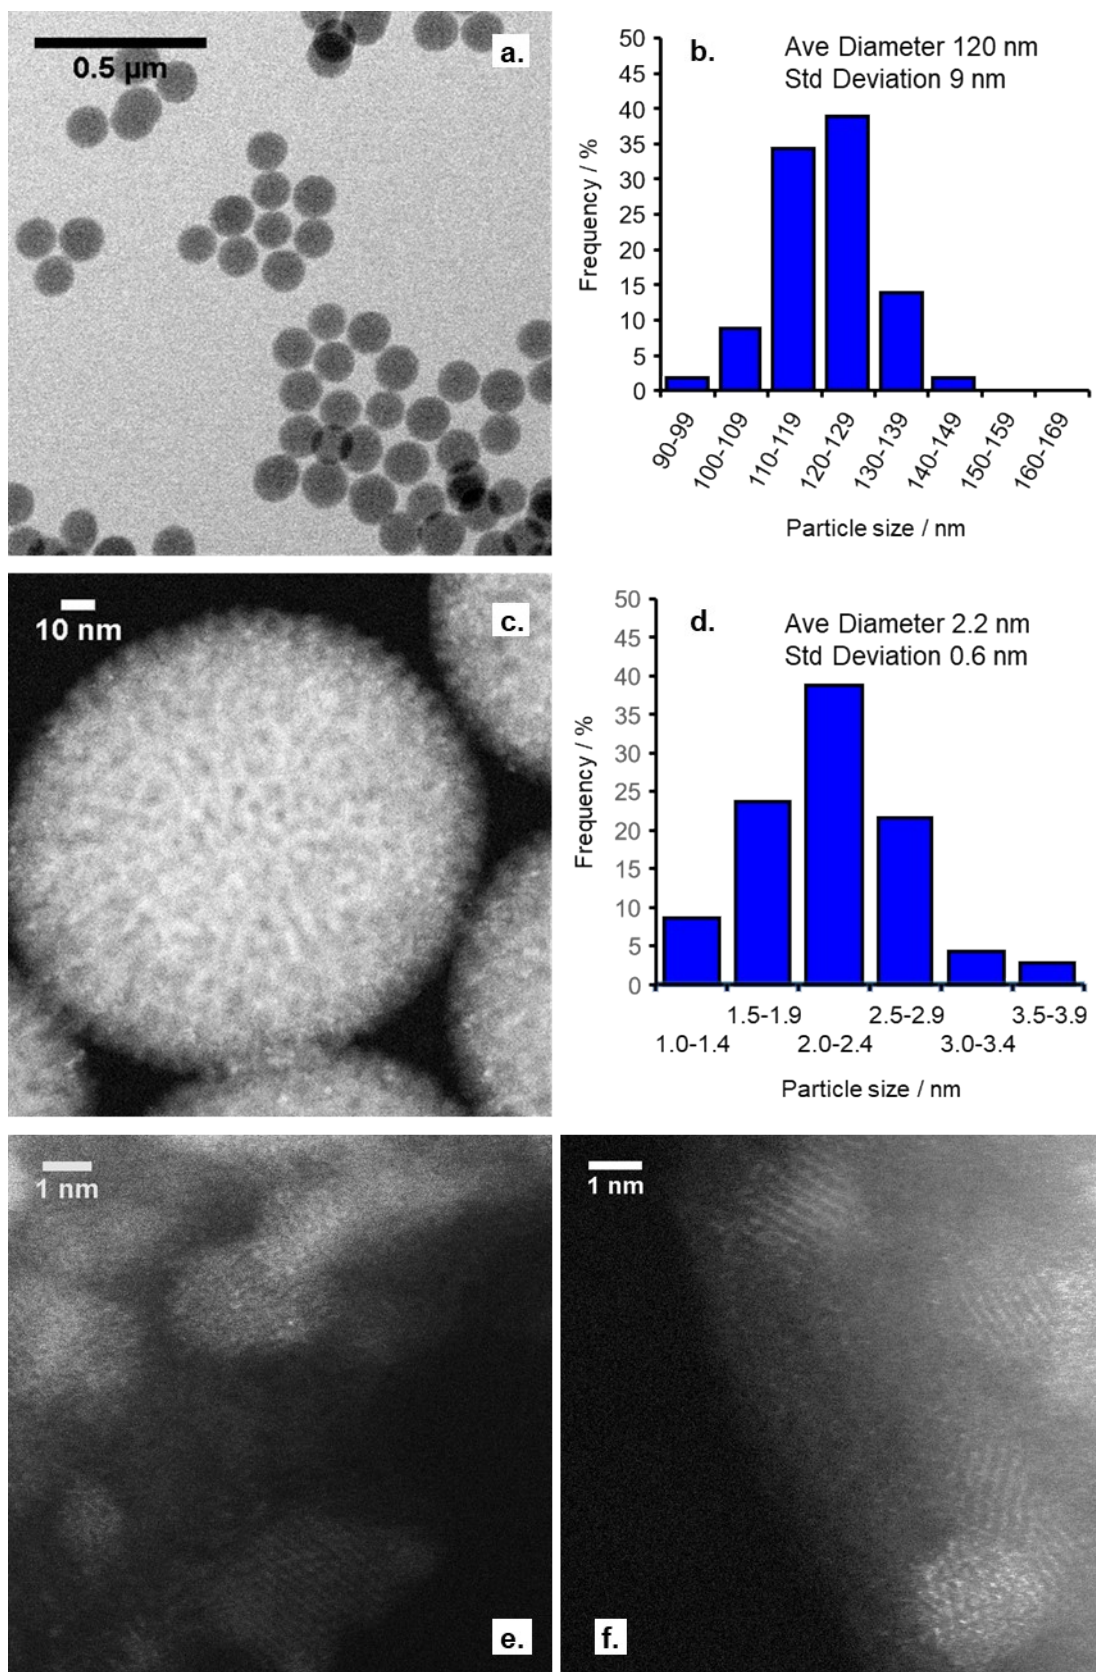 0.5 µm
a.
b.
Ave Diameter 120 nm
Std Deviation 9 nm
50
45
40
35
30
25
20
15
10
5
0
Frequency / %
90-99
100-109
110-119
120-129
130-139
140-149
150-159
160-169
Particle size / nm
10 nm
c.
d.
Ave Diameter 2.2 nm
Std Deviation 0.6 nm
50
45
40
35
30
25
20
15
10
5
0
Frequency / %
1.5-1.9 2.5-2.9 3.5-3.9
1.0-1.4 2.0-2.4 3.0-3.4
Particle size / nm
1 nm
e.
1 nm
f.